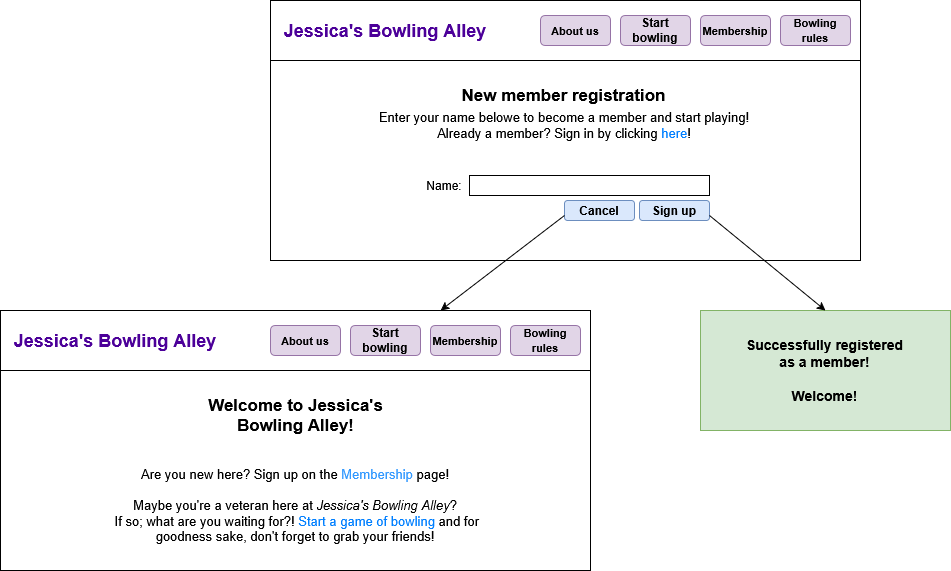 Jessica's Bowling Alley
About us
Start
bowling
Membership
Bowling
rules
New member registration
Enter your name belowe to become a member and start playing!
Already a member? Sign in by clicking here!
Name:
Cancel
Sign up
Jessica's Bowling Alley
About us
Start
bowling
Membership
Bowling
rules
Welcome to Jessica's
Bowling Alley!
Are you new here? Sign up on the Membership page!
Maybe you're a veteran here at Jessica's Bowling Alley?
If so; what are you waiting for?! Start a game of bowling and for
goodness sake, don't forget to grab your friends!
Successfully registered
as a member!
Welcome!